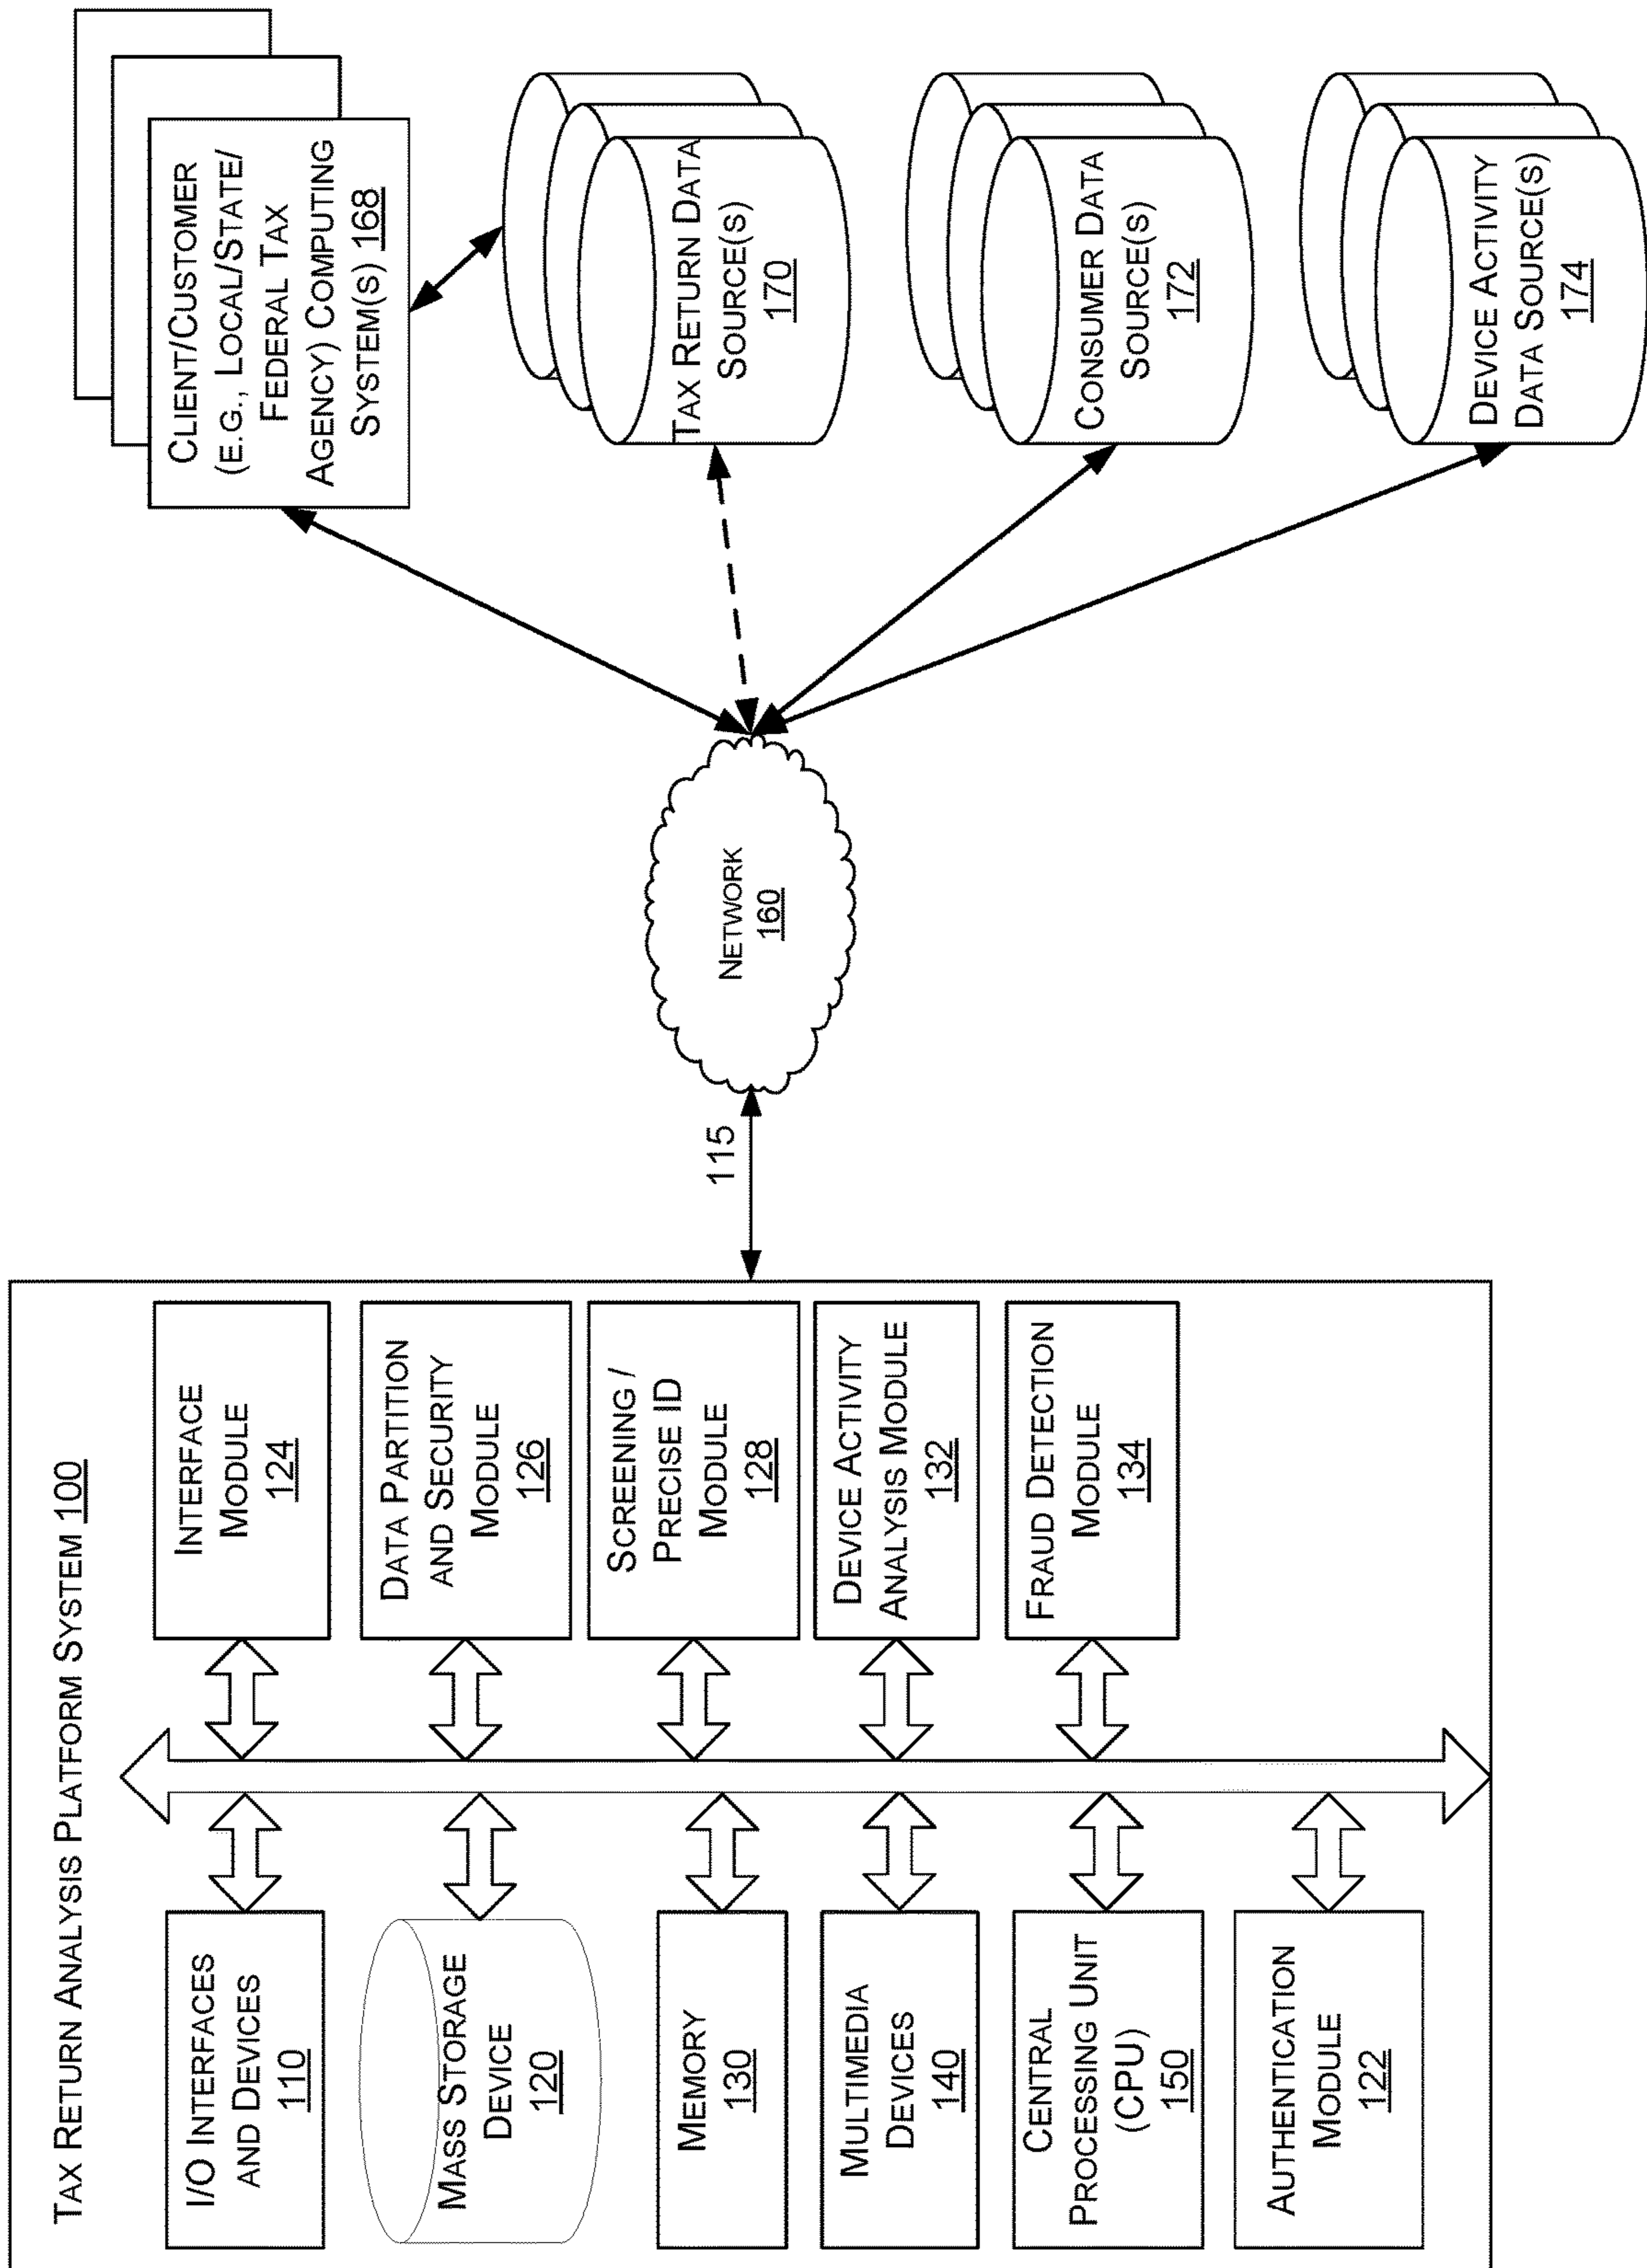 TAX RETURN ANALYSIS PLATFORM SYSTEM 100
I/O INTERFACES
AND DEVICES
110
MASS STORAGE
DEVICE
120
MEMORY
130
MULTIMEDIA
DEVICES
140
CENTRAL
PROCESSING UNIT
(CPU)
150
AUTHENTICATION
MODULE
122
INTERFACE
MODULE
124
DATA PARTITION
AND SECURITY
MODULE
126
SCREENING /
PRECISE ID
MODULE
128
DEVICE ACTIVITY
ANALYSIS MODULE
132
FRAUD DETECTION
MODULE
134
115
NETWORK
160
CLIENT/CUSTOMER
(E.G., LOCAL/STATE/
FEDERAL TAX
AGENCY) COMPUTING
SYSTEM(S) 168
TAX RETURN DATA
SOURCE(S)
170
CONSUMER DATA
SOURCE(S)
172
DEVICE ACTIVITY
DATA SOURCE(S)
174